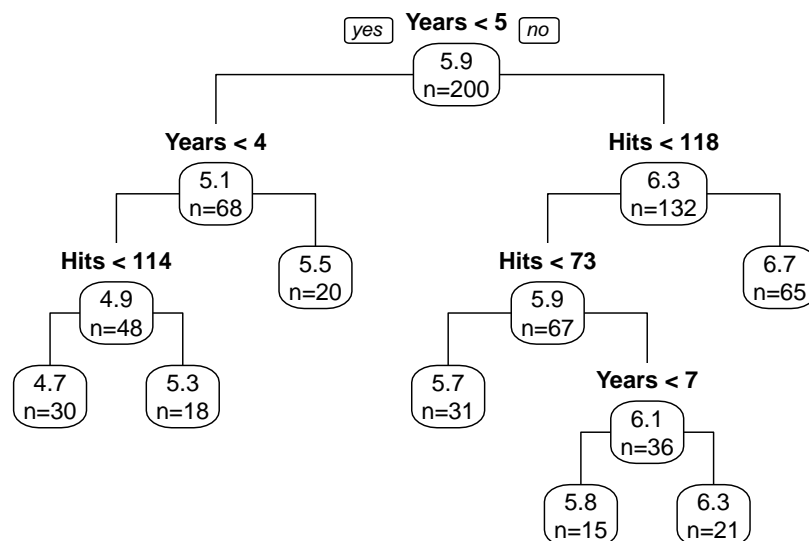 yes Years < 5 no
5.9
n=200
Years < 4 Hits < 118
5.1 6.3
n=68 n=132
Hits < 114 5.5 Hits < 73 6.7
n=20 n=65
4.9 5.9
n=48 n=67
4.7 5.3 5.7 Years < 7
n=30 n=18 n=31
6.1
n=36
5.8 6.3
n=15 n=21